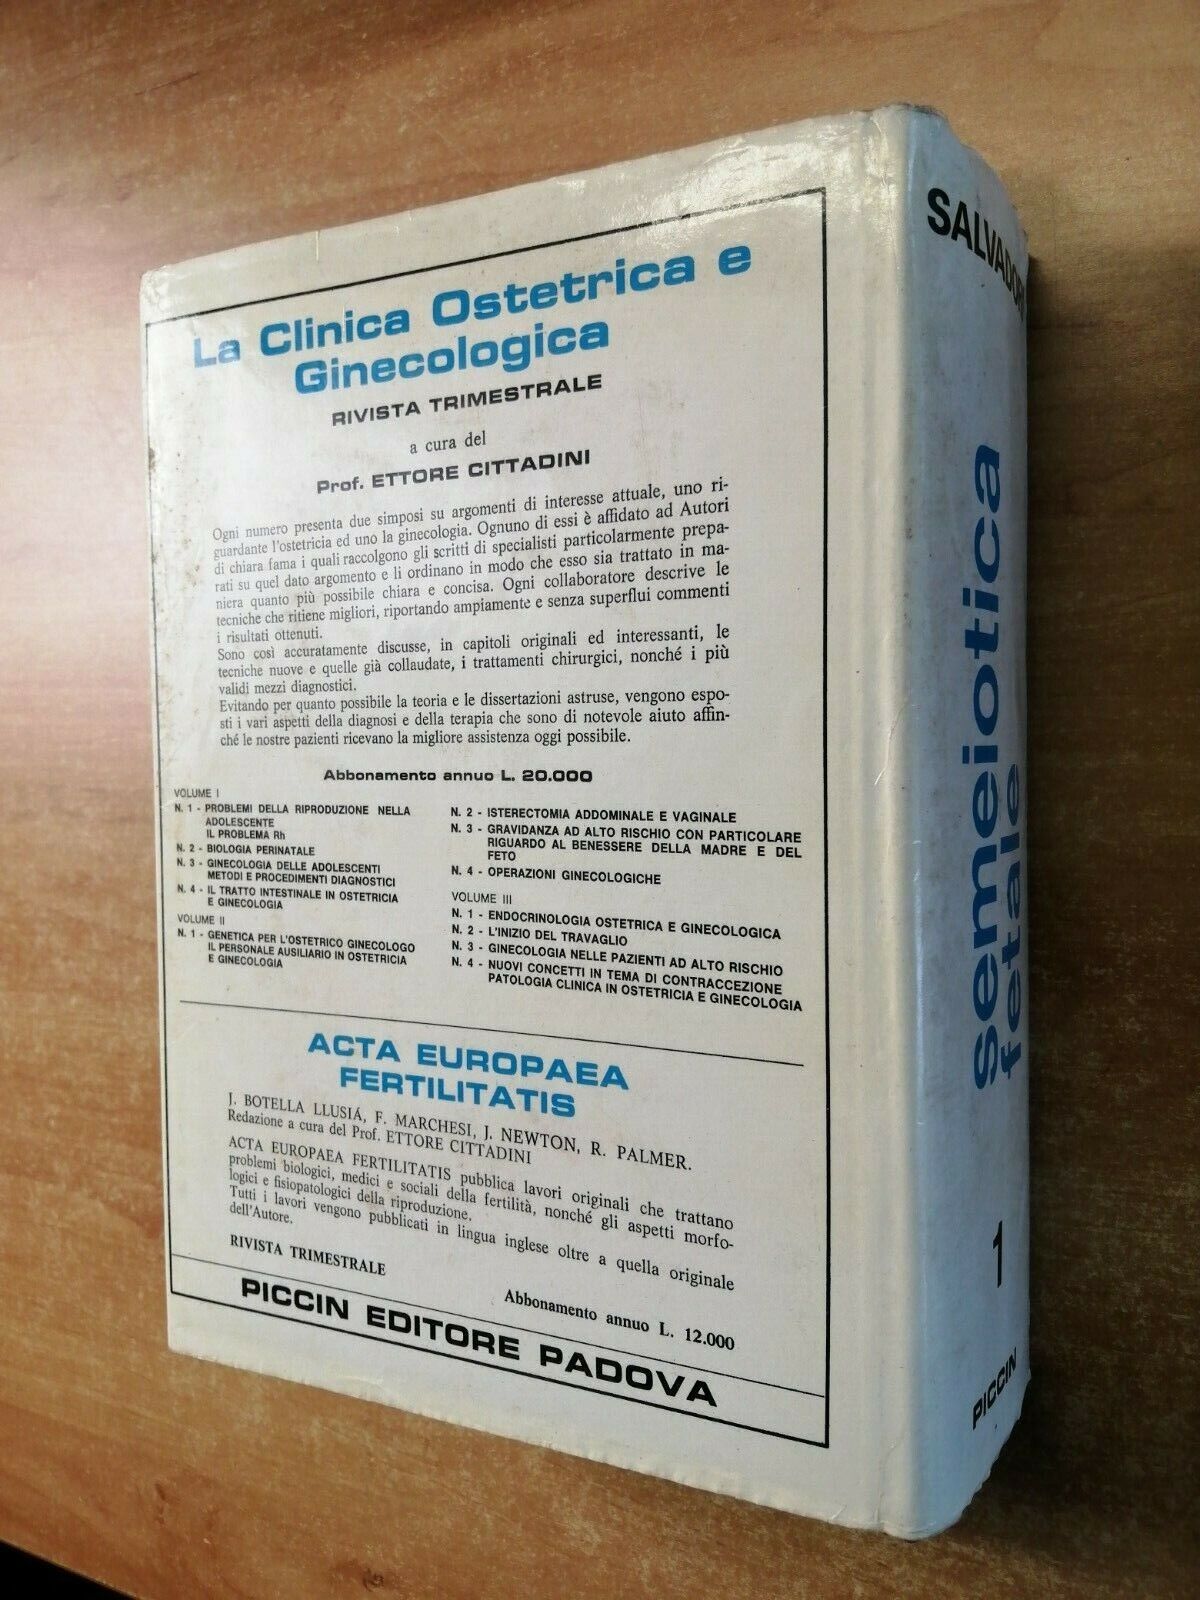 La Clinica Ostetrica e
Ginecologica
RIVISTA TRIMESTRALE
a cura del
Prof. ETTORE CITTADINI
Ogni numero presenta due simposi su argomenti di interesse attuale, uno ri-
guardante l'ostetricia ed uno la ginecologia. Ognuno di essi è affidato ad Autori
di chiara fama i quali raccolgono gli scritti di specialisti particolarmente prepa-
rati su quel dato argomento e li ordinano in modo che esso sia trattato in ma-
niera quanto più possibile chiara e concisa. Ogni collaboratore descrive le
tecniche che ritiene migliori, riportando ampiamente e senza superflui commenti
i risultati ottenuti.
Sono così accuratamente discusse, in capitoli originali ed interessanti, le
tecniche nuove e quelle già collaudate, i trattamenti chirurgici, nonché i più
validi mezzi diagnostici.
Evitando per quanto possibile la teoria e le dissertazioni astruse, vengono espo-
sti i vari aspetti della diagnosi e della terapia che sono di notevole aiuto affin-
ché le nostre pazienti ricevano la migliore assistenza oggi possibile.
Abbonamento annuo L. 20.000
VOLUME I
N. 1 - PROBLEMI DELLA RIPRODUZIONE NELLA
ADOLESCENTE
IL PROBLEMA Rh
N. 2 - BIOLOGIA PERINATALE
N. 3 - GINECOLOGIA DELLE ADOLESCENTI
METODI E PROCEDIMENTI DIAGNOSTICI
N. 4 - IL TRATTO INTESTINALE IN OSTETRICIA
E GINECOLOGIA
VOLUME II
N. 1 - GENETICA PER L'OSTETRICO GINECOLOGO
IL PERSONALE AUSILIARIO IN OSTETRICIA
E GINECOLOGIA
N. 2 - ISTERECTOMIA ADDOMINALE E VAGINALE
N. 3 - GRAVIDANZA AD ALTO RISCHIO CON PARTICOLARE
RIGUARDO AL BENESSERE DELLA MADRE E DEL
FETO
N. 4 - OPERAZIONI GINECOLOGICHE
VOLUME III
N. 1 - ENDOCRINOLOGIA OSTETRICA E GINECOLOGICA
N. 2 - L'INIZIO DEL TRAVAGLIO
N. 3 - GINECOLOGIA NELLE PAZIENTI AD ALTO RISCHIO
N. 4 - NUOVI CONCETTI IN TEMA DI CONTRACCEZIONE
PATOLOGIA CLINICA IN OSTETRICIA E GINECOLOGIA
ACTA EUROPAEA
FERTILITATIS
J. BOTELLA LLUSIÁ, F. MARCHESI, J. NEWTON, R. PALMER.
Redazione a cura del Prof. ETTORE CITTADINI
ACTA EUROPAEA FERTILITATIS pubblica lavori originali che trattano
problemi biologici, medici e sociali della fertilità, nonché gli aspetti morfo-
logici e fisiopatologici della riproduzione.
Tutti i lavori vengono pubblicati in lingua inglese oltre a quella originale
dell'Autore.
RIVISTA TRIMESTRALE
Abbonamento annuo L. 12.000
PICCIN EDITORE PADOVA
SALVADORI
semeiotica
fetale
1
PICCIN